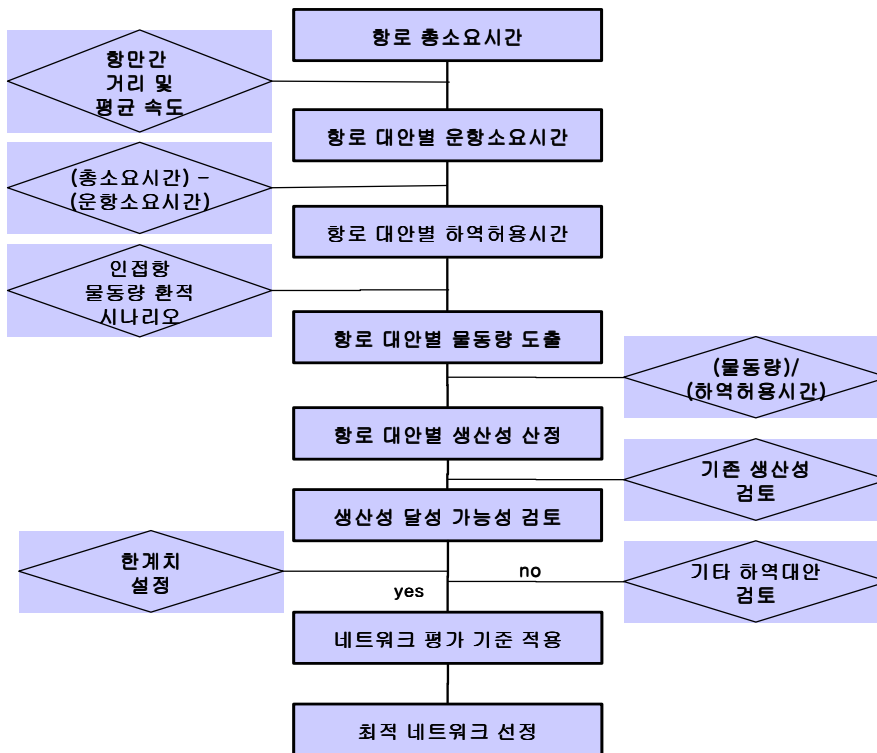 항로 총소요시간
항만간
거리 및
평균 속도
항로 대안별 운항소요시간
(총소요시간) –
(운항소요시간)
항로 대안별 하역허용시간
인접항
물동량 환적
시나리오
항로 대안별 물동량 도출
(물동량)/
(하역허용시간)
항로 대안별 생산성 산정
기존 생산성
검토
생산성 달성 가능성 검토
한계치
설정
no
yes
기타 하역대안
검토
네트워크 평가 기준 적용
최적 네트워크 선정